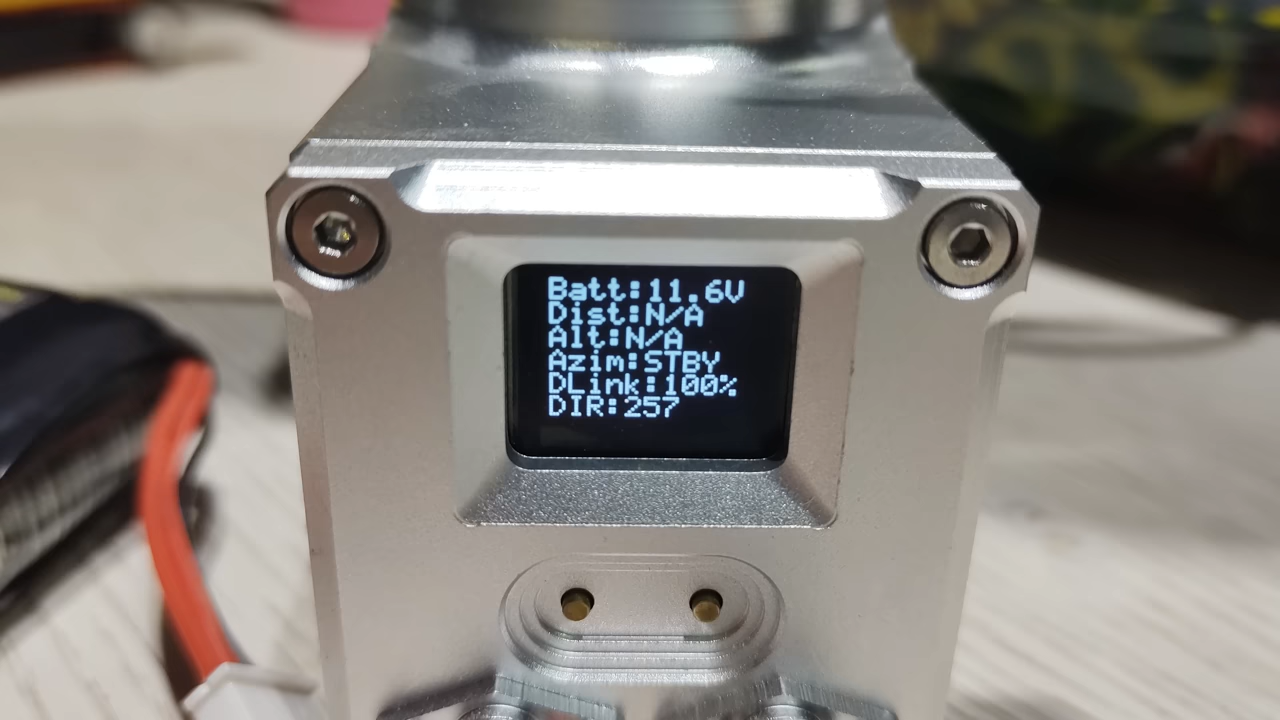 Batt:11.6V
Dist:N/A
Alt:N/A
Azim:STBY
DLink:100%
DIR:257